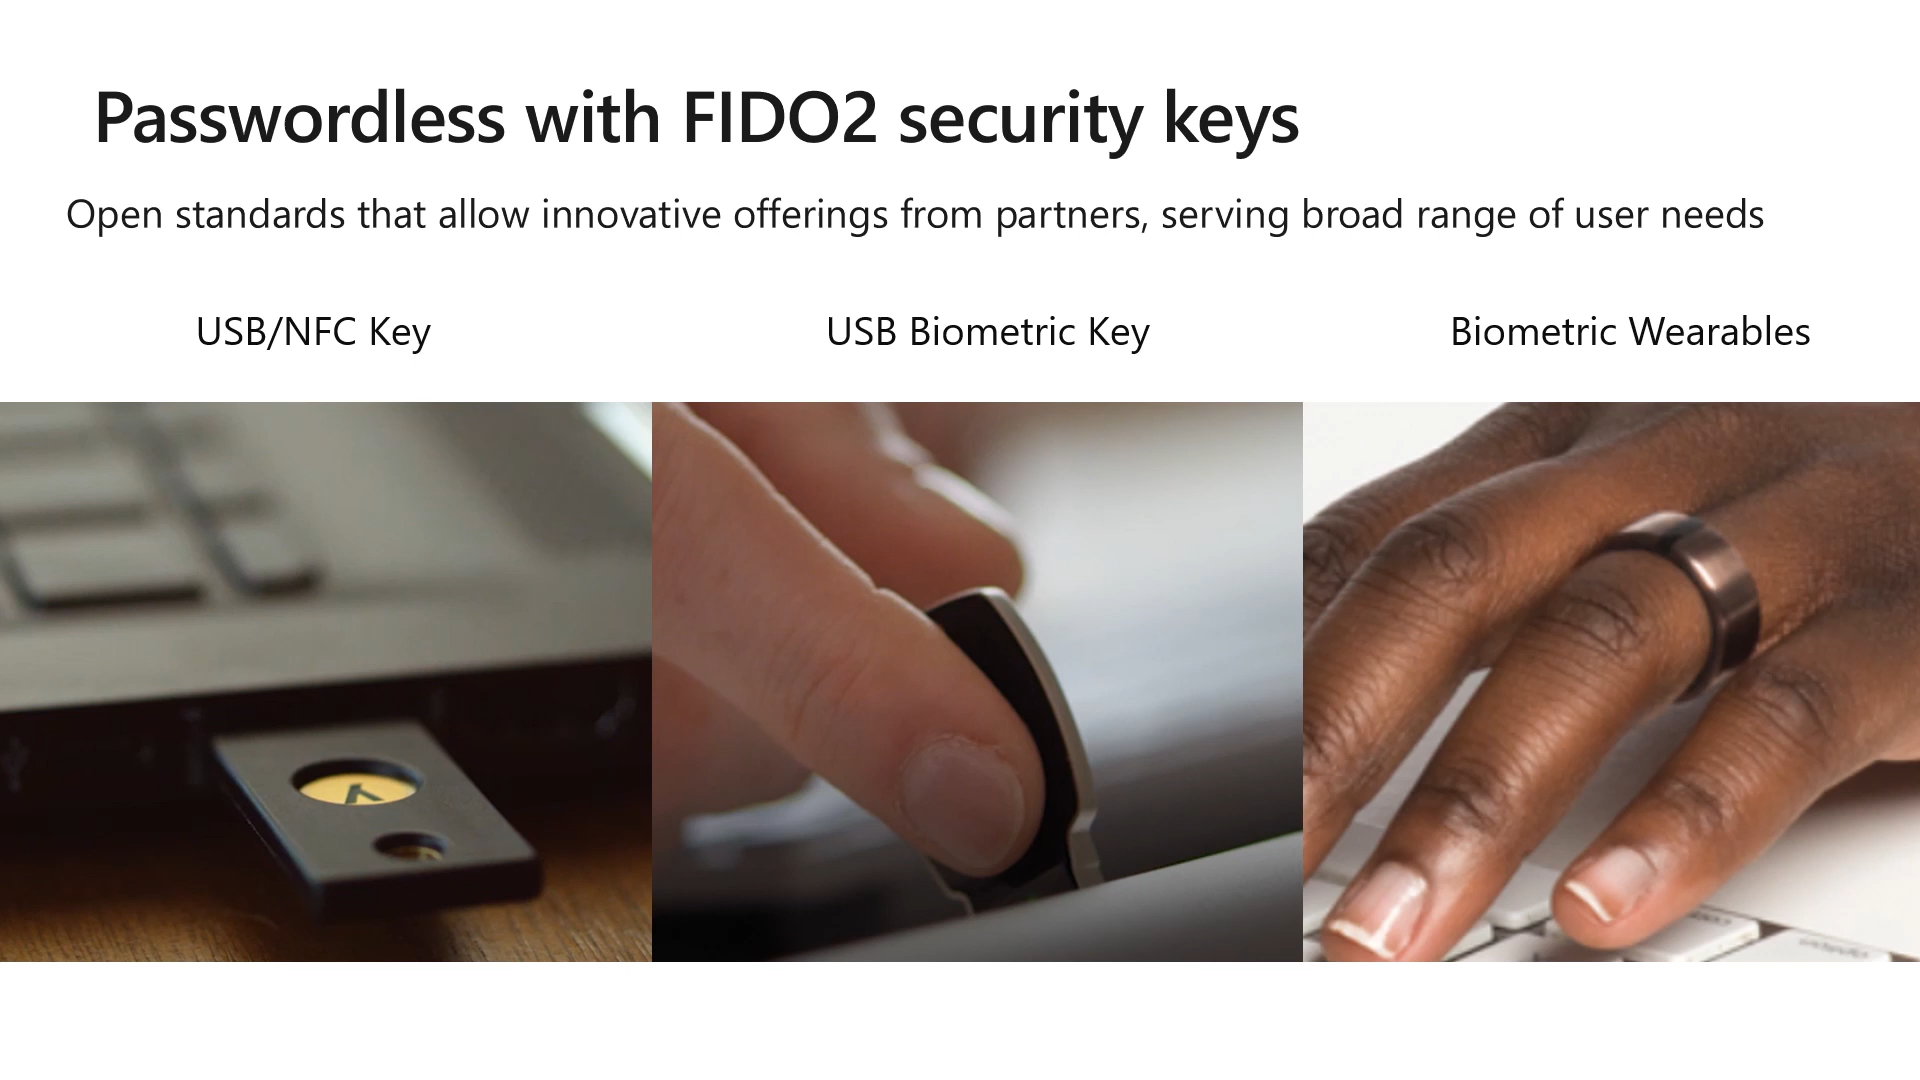 Passwordless with FIDO2 security keys
Open standards that allow innovative offerings from partners, serving broad range of user needs
USB/NFC Key
USB Biometric Key
Biometric Wearables
option